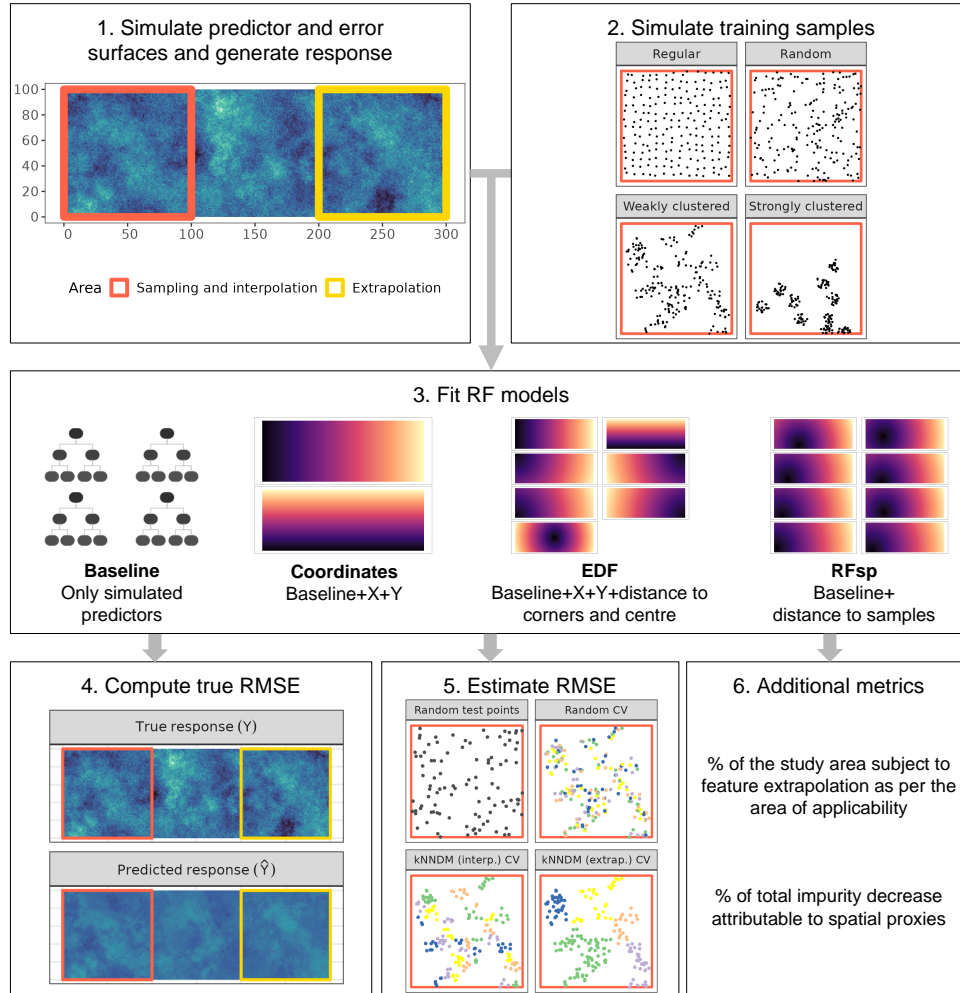 1. Simulate predictor and error
surfaces and generate response
100
80
60
40
20
0
0 50 100 150 200 250 300
Area Sampling and interpolation Extrapolation
2. Simulate training samples
Regular Random
Weakly clustered Strongly clustered
3. Fit RF models
Baseline
Only simulated
predictors
Coordinates
Baseline+X+Y
EDF
Baseline+X+Y+distance to
corners and centre
RFsp
Baseline+
distance to samples
4. Compute true RMSE
True response (Y)
Predicted response (Ŷ)
5. Estimate RMSE
Random test points Random CV
kNNDM (interp.) CV kNNDM (extrap.) CV
6. Additional metrics
% of the study area subject to
feature extrapolation as per the
area of applicability
% of total impurity decrease
attributable to spatial proxies